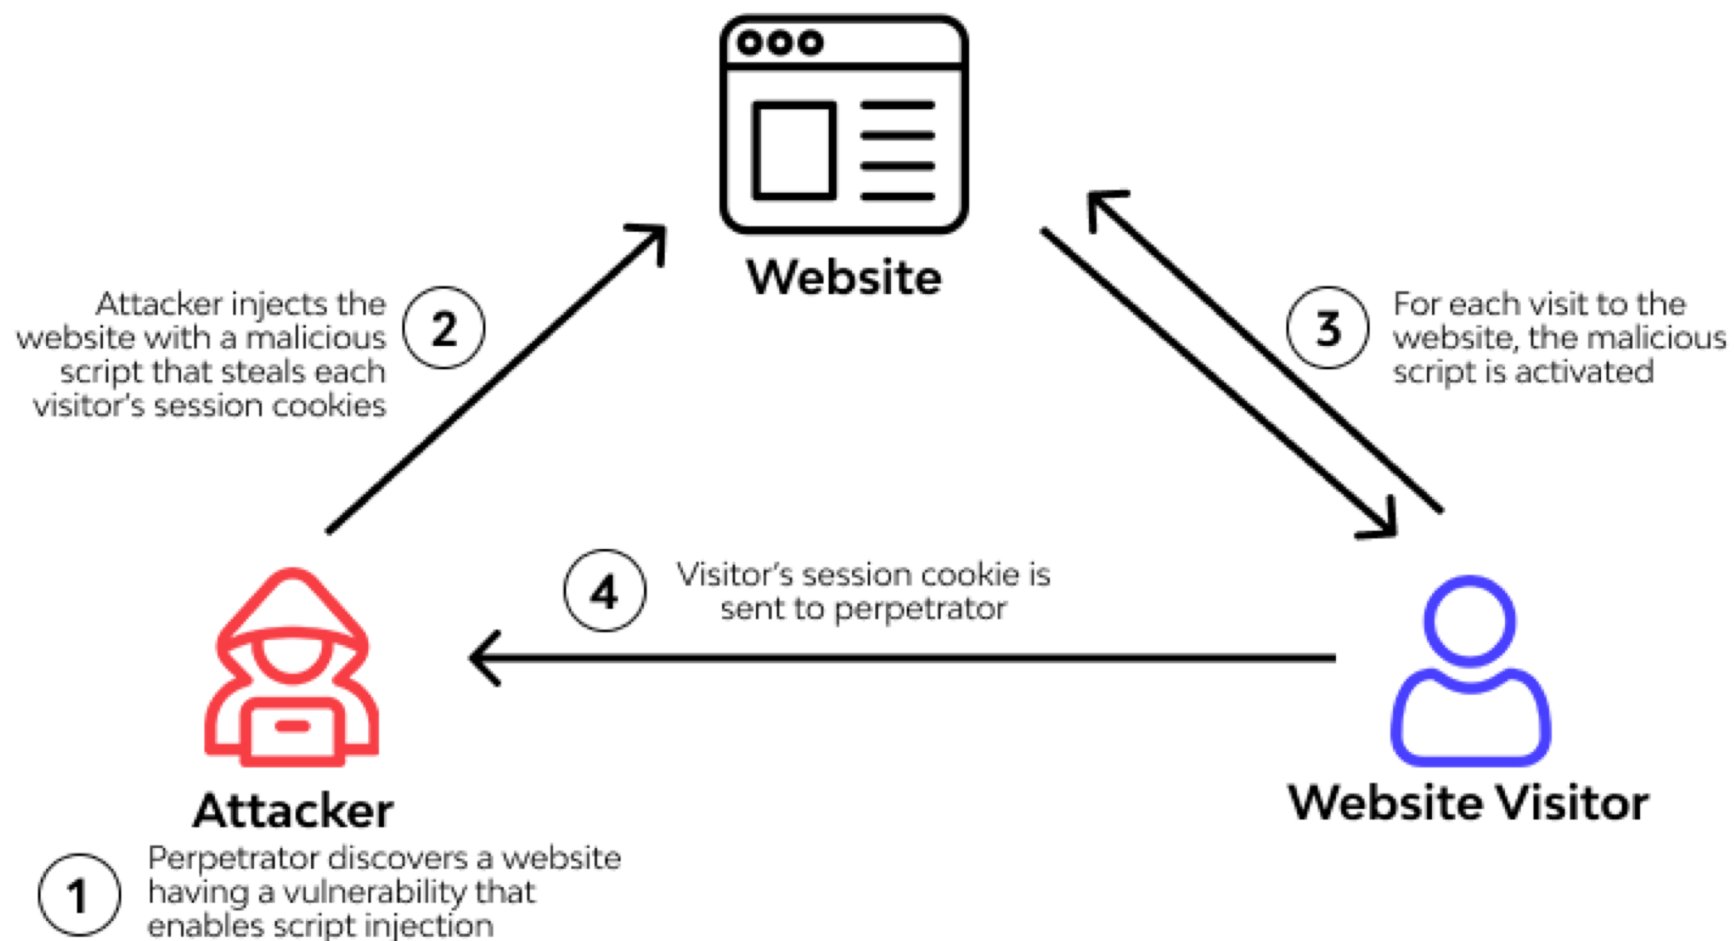 Website
Attacker injects the
website with a malicious
script that steals each
visitor's session cookies
2
3
For each visit to the
website, the malicious
script is activated
4
Visitor's session cookie is
sent to perpetrator
Attacker
Website Visitor
1
Perpetrator discovers a website
having a vulnerability that
enables script injection